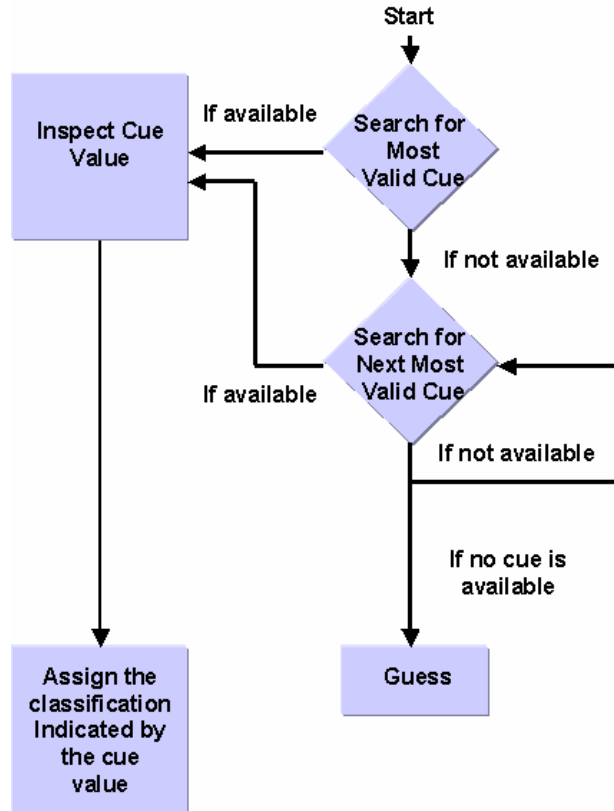 Start
Search for
Most
Valid Cue
If available
Inspect Cue
Value
If not available
Search for
Next Most
Valid Cue
If available
If not available
If no cue is
available
Guess
Assign the
classification
Indicated by
the cue
value